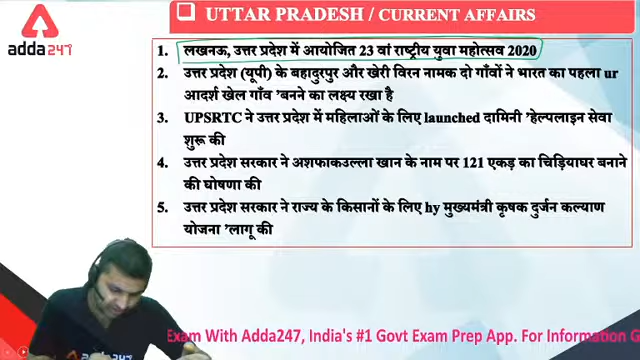 adda247
UTTAR PRADESH / CURRENT AFFAIRS
1. लखनऊ, उत्तर प्रदेश में आयोजित 23 वां राष्ट्रीय युवा महोत्सव 2020
2. उत्तर प्रदेश (यूपी) के बहादुरपुर और खेरी विरन नामक दो गाँवों ने भारत का पहला ur
आदर्श खेल गाँव 'बनने का लक्ष्य रखा है
3. UPSRTC ने उत्तर प्रदेश में महिलाओं के लिए launched दामिनी 'हेल्पलाइन सेवा
शुरू की
4. उत्तर प्रदेश सरकार ने अशफाकउल्ला खान के नाम पर 121 एकड़ का चिड़ियाघर बनाने
की घोषणा की
5. उत्तर प्रदेश सरकार ने राज्य के किसानों के लिए hy मुख्यमंत्री कृषक दुर्जन कल्याण
योजना 'लागू की
adda247
Exam With Adda247, India's #1 Govt Exam Prep App. For Information G